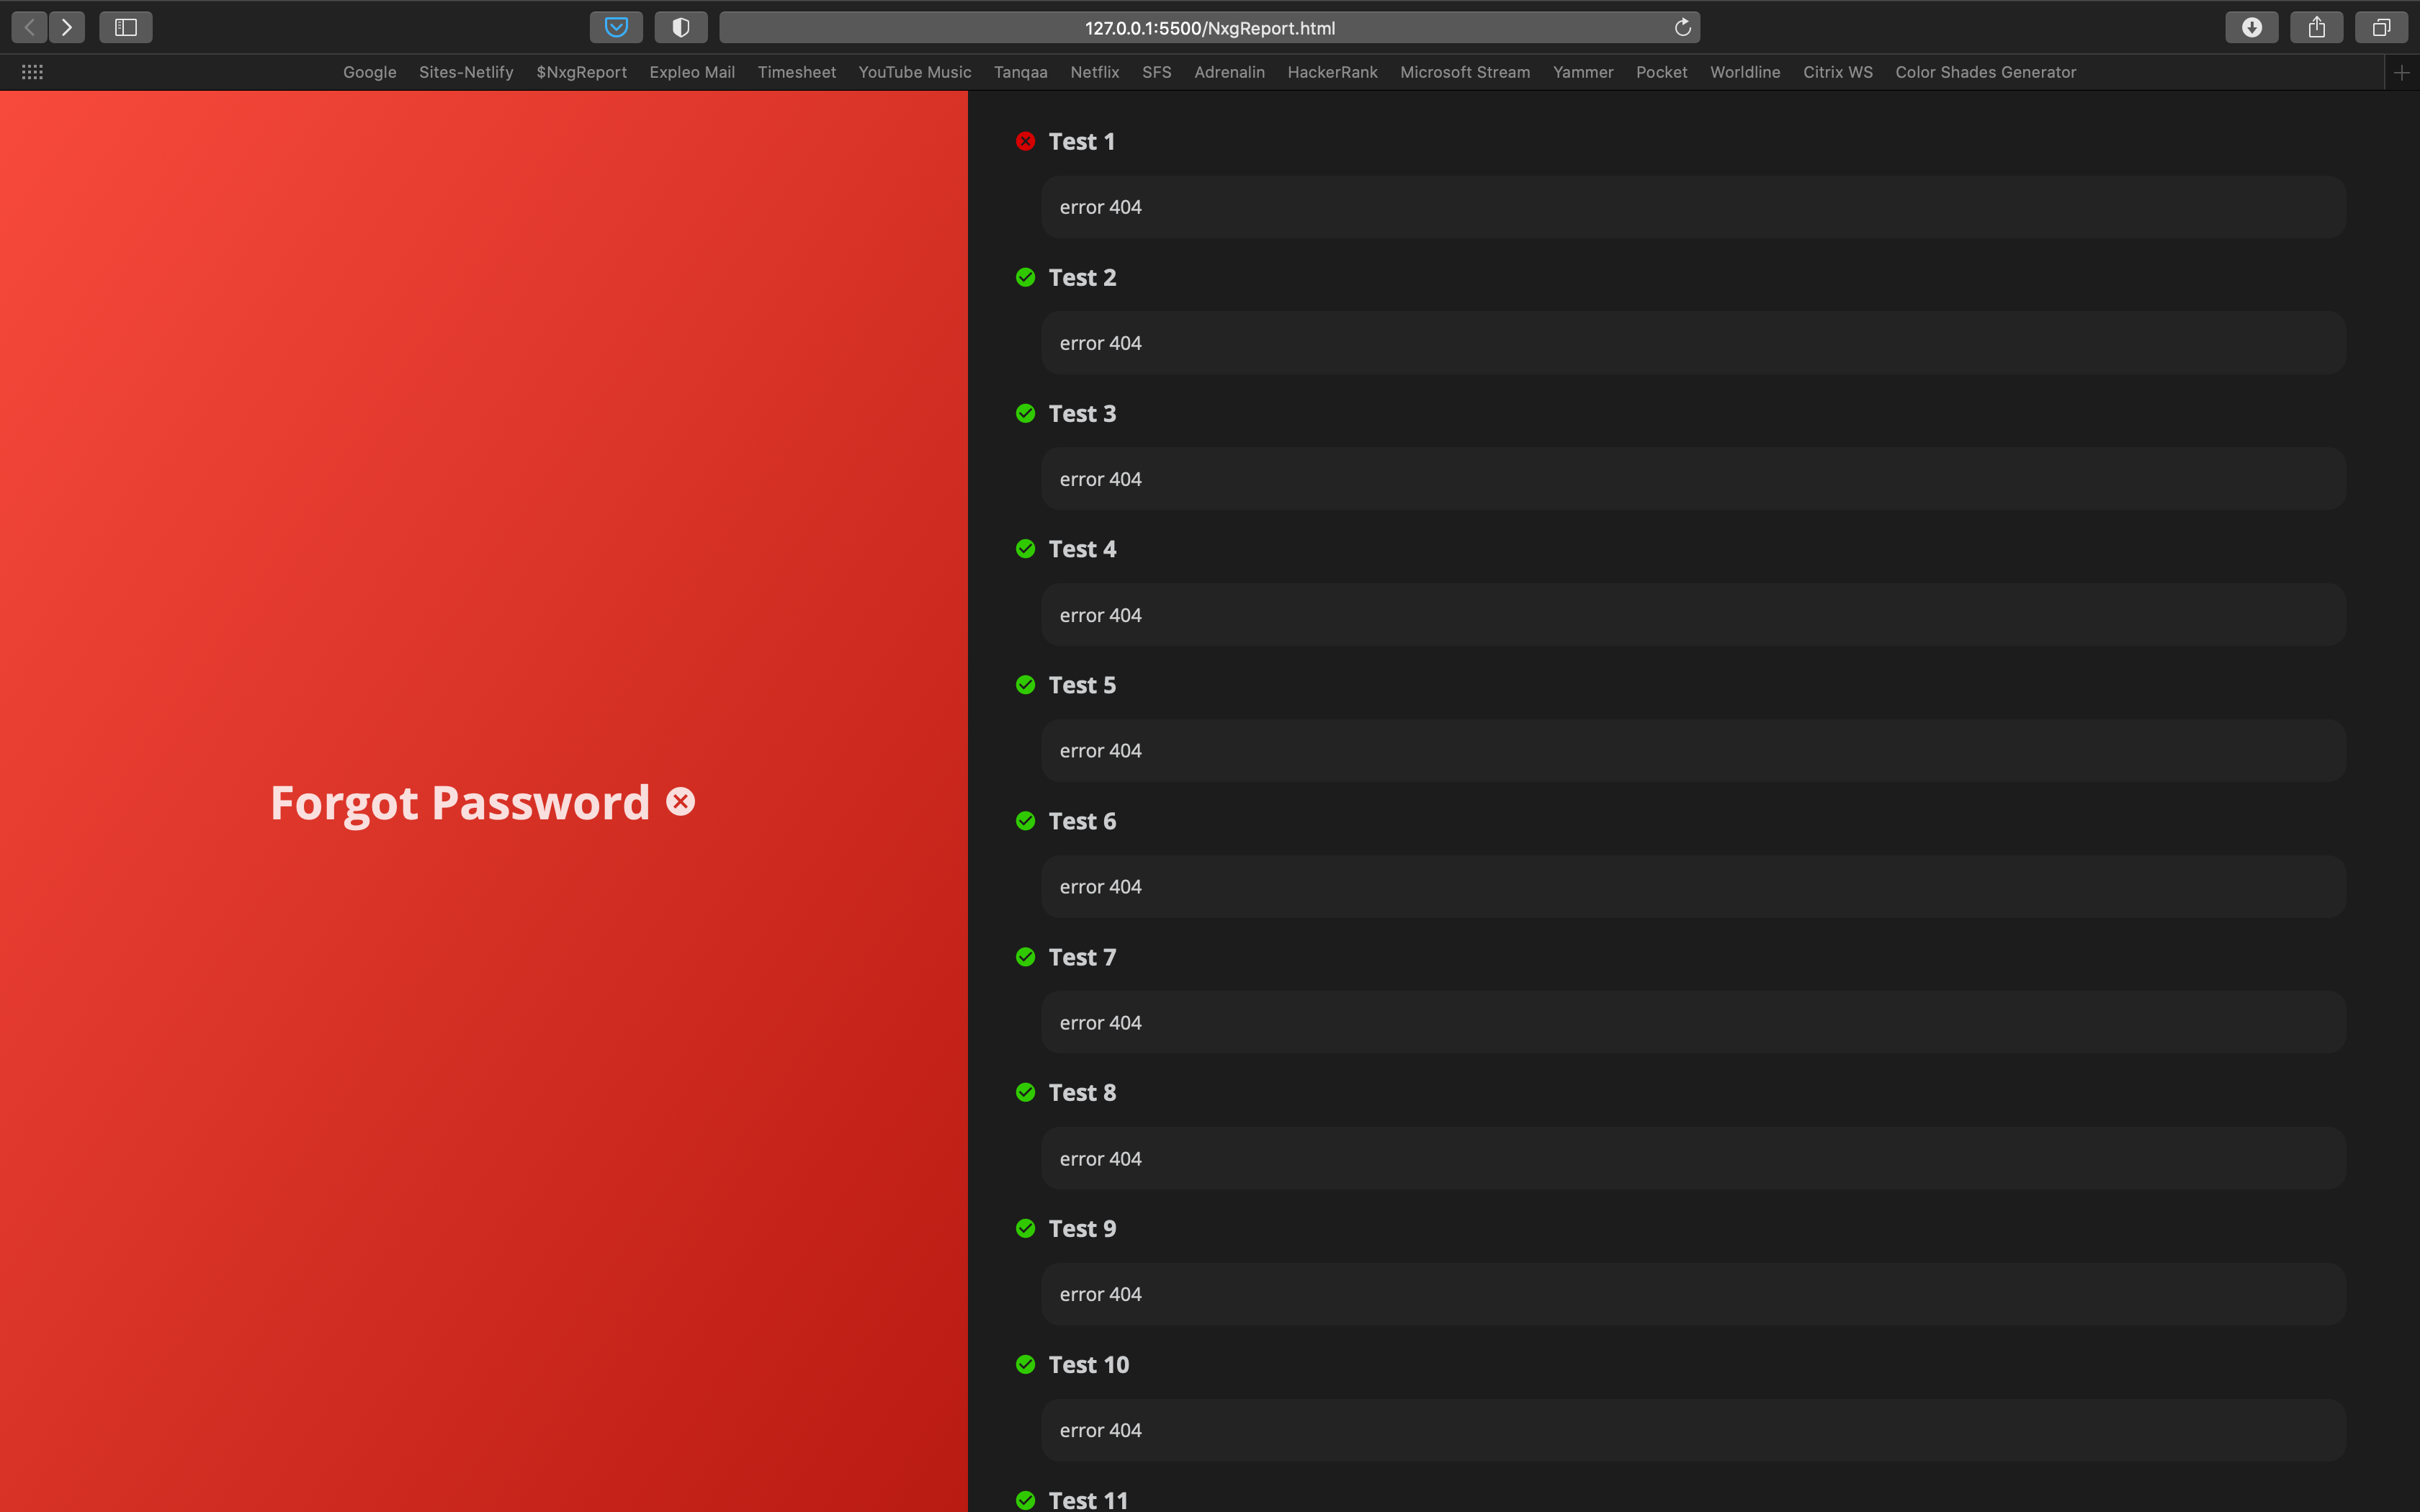 127.0.0.1:5500/NxgReport.html
Google Sites-Netlify $NxgReport Expleo Mail Timesheet YouTube Music Tanqaa Netflix SFS Adrenalin HackerRank Microsoft Stream Yammer Pocket Worldline Citrix WS Color Shades Generator
Forgot Password
Test 1
error 404
Test 2
error 404
Test 3
error 404
Test 4
error 404
Test 5
error 404
Test 6
error 404
Test 7
error 404
Test 8
error 404
Test 9
error 404
Test 10
error 404
Test 11